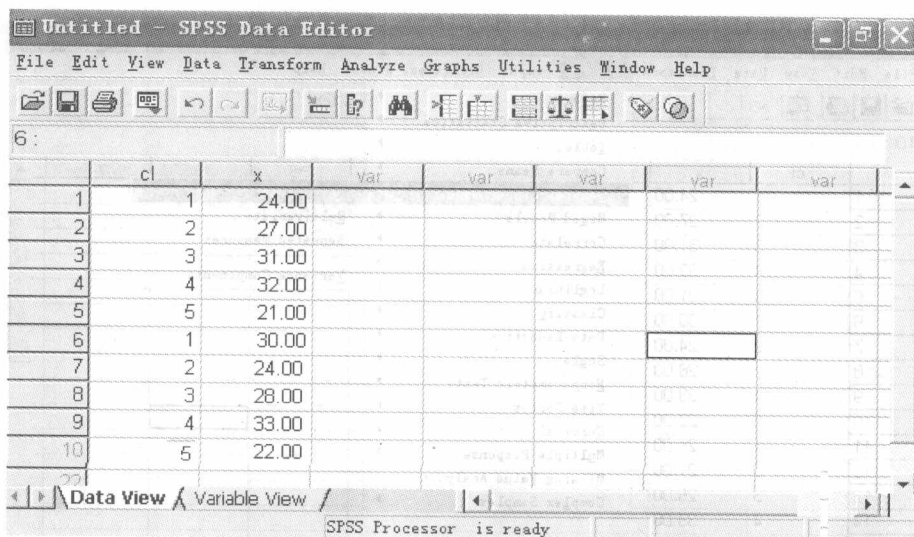 Untitled - SPSS Data Editor
File Edit View Data Transform Analyze Graphs Utilities Window Help
6 :
cl x var var var var var
1 1 24.00
2 2 27.00
3 3 31.00
4 4 32.00
5 5 21.00
6 1 30.00
7 2 24.00
8 3 28.00
9 4 33.00
10 5 22.00
Data View Variable View
SPSS Processor is ready